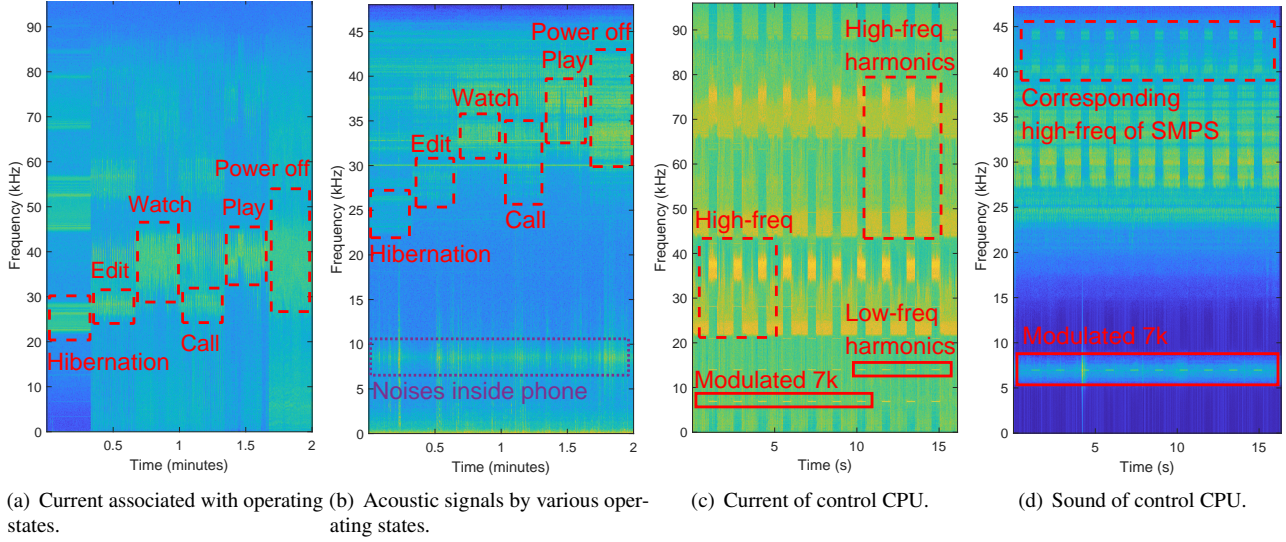 Frequency (kHz)
90
80
70
60
50
40
30
20
10
0
Power off
Watch
Play
Edit
Call
Hibernation
0.5
1
1.5
2
Time (minutes)
Frequency (kHz)
45
40
35
30
25
20
15
10
5
0
Power off
Play
Watch
Edit
Call
Hibernation
Noises inside phone
0.5
1
1.5
2
Time (minutes)
Frequency (kHz)
90
80
70
60
50
40
30
20
10
0
High-freq
harmonics
High-freq
Low-freq
harmonics
Modulated 7k
5
10
15
Time (s)
Frequency (kHz)
45
40
35
30
25
20
15
10
5
0
Corresponding
high-freq of SMPS
Modulated 7k
5
10
15
Time (s)
(a) Current associated with operating
states.
(b) Acoustic signals by various oper-
ating states.
(c) Current of control CPU.
(d) Sound of control CPU.